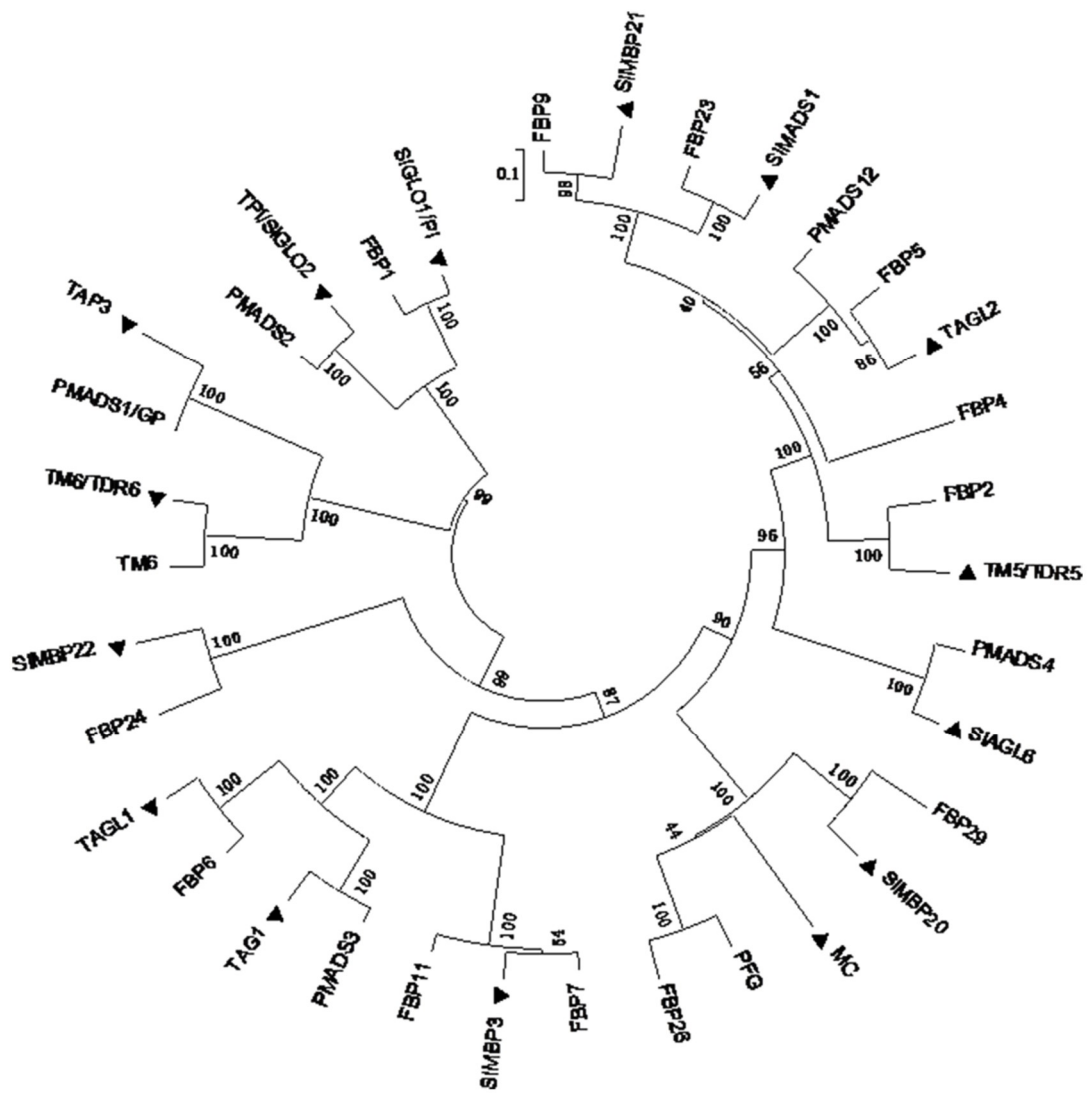 FBP9
SlMBP21
FBP23
SlMADS1
PMADS12
FBP5
TAGL2
FBP4
FBP2
TM5/TDR5
PMADS4
SlAGL6
FBP29
SlMBP20
MC
PFG
FBP26
FBP7
SlMBP3
FBP11
PMADS3
TAG1
FBP6
TAGL1
FBP24
SlMBP22
TM6
TM6/TDR6
PMADS1/GP
TAP3
PMADS2
TPI/SlGLO2
FBP1
SlGLO1/PI
0.1
98
100
100
40
100
86
56
100
100
96
100
90
100
100
44
100
87
99
100
100
100
100
100
54
100
99
100
100
100
100
100
100